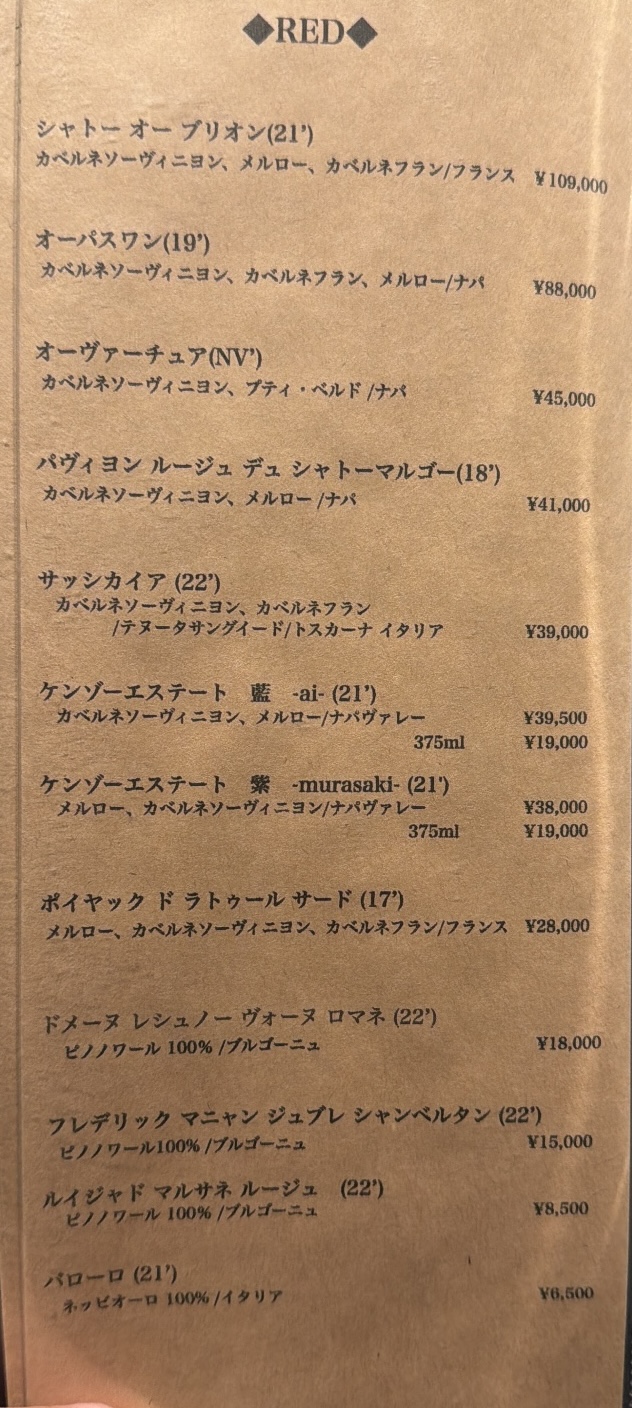 ◆RED◆
シャトー オー ブリオン(21’)
カベルネソーヴィニヨン、メルロー、カベルネフラン/フランス ¥109,000
オーパスワン(19’)
カベルネソーヴィニヨン、カベルネフラン、メルロー/ナパ ¥88,000
オーヴァーチュア(NV’)
カベルネソーヴィニヨン、プティ・ベルド /ナパ ¥45,000
パヴィヨン ルージュ デュ シャトーマルゴー(18’)
カベルネソーヴィニヨン、メルロー /ナパ ¥41,000
サッシカイア (22’)
カベルネソーヴィニヨン、カベルネフラン
/テヌータサングイード/トスカーナ イタリア ¥39,000
ケンゾーエステート 藍 -ai- (21’)
カベルネソーヴィニヨン、メルロー/ナパヴァレー ¥39,500
375ml ¥19,000
ケンゾーエステート 紫 -murasaki- (21')
メルロー、カベルネソーヴィニヨン/ナパヴァレー ¥38,000
375ml ¥19,000
ポイヤック ド ラトゥール サード (17’)
メルロー、カベルネソーヴィニヨン、カベルネフラン/フランス ¥28,000
ドメーヌ レシュノー ヴォーヌ ロマネ (22’)
ピノノワール 100% /ブルゴーニュ ¥18,000
フレデリック マニャン ジュブレ シャンベルタン (22’)
ピノノワール100% /ブルゴーニュ ¥15,000
ルイジャド マルサネ ルージュ (22’)
ピノノワール 100% /ブルゴーニュ ¥8,500
バローロ (21’)
ネッビオーロ 100% /イタリア ¥6,500